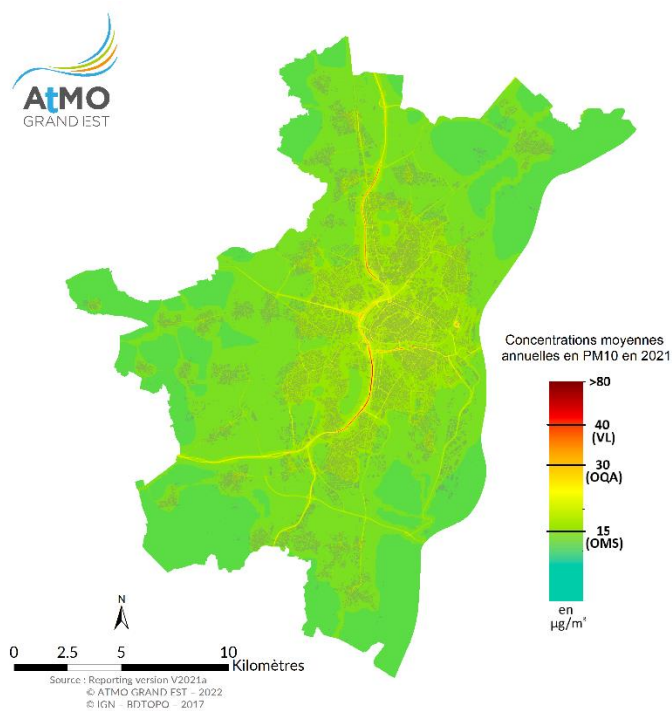 AtMO
GRAND EST
Concentrations moyennes
annuelles en PM10 en 2021
>80
40
(VL)
30
(OQA)
15
(OMS)
en
µg/m³
N
0 2.5 5 10
Kilomètres
Source : Reporting version V2021a
© ATMO GRAND EST - 2022
© IGN - BDTOPO - 2017